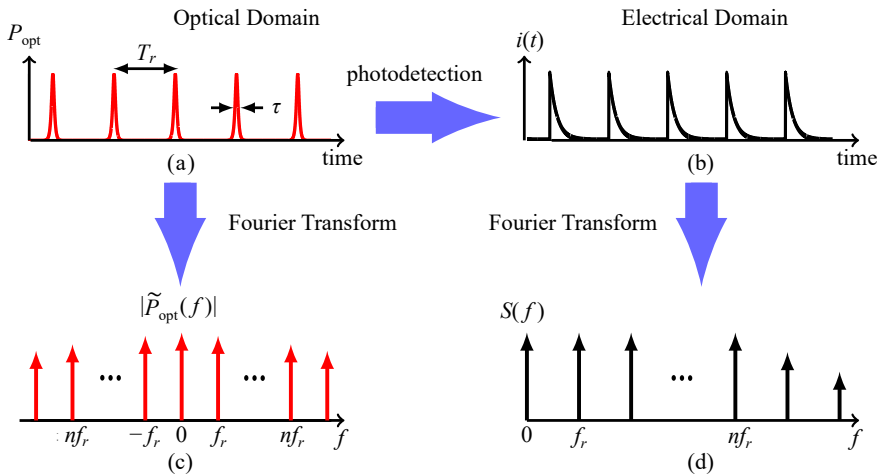 Optical Domain
Electrical Domain
P_opt
T_r
τ
time
(a)
photodetection
i(t)
time
(b)
Fourier Transform
Fourier Transform
|P̃_opt(f)|
S(f)
nf_r
−f_r
0
f_r
nf_r
f
(c)
0
f_r
nf_r
f
(d)